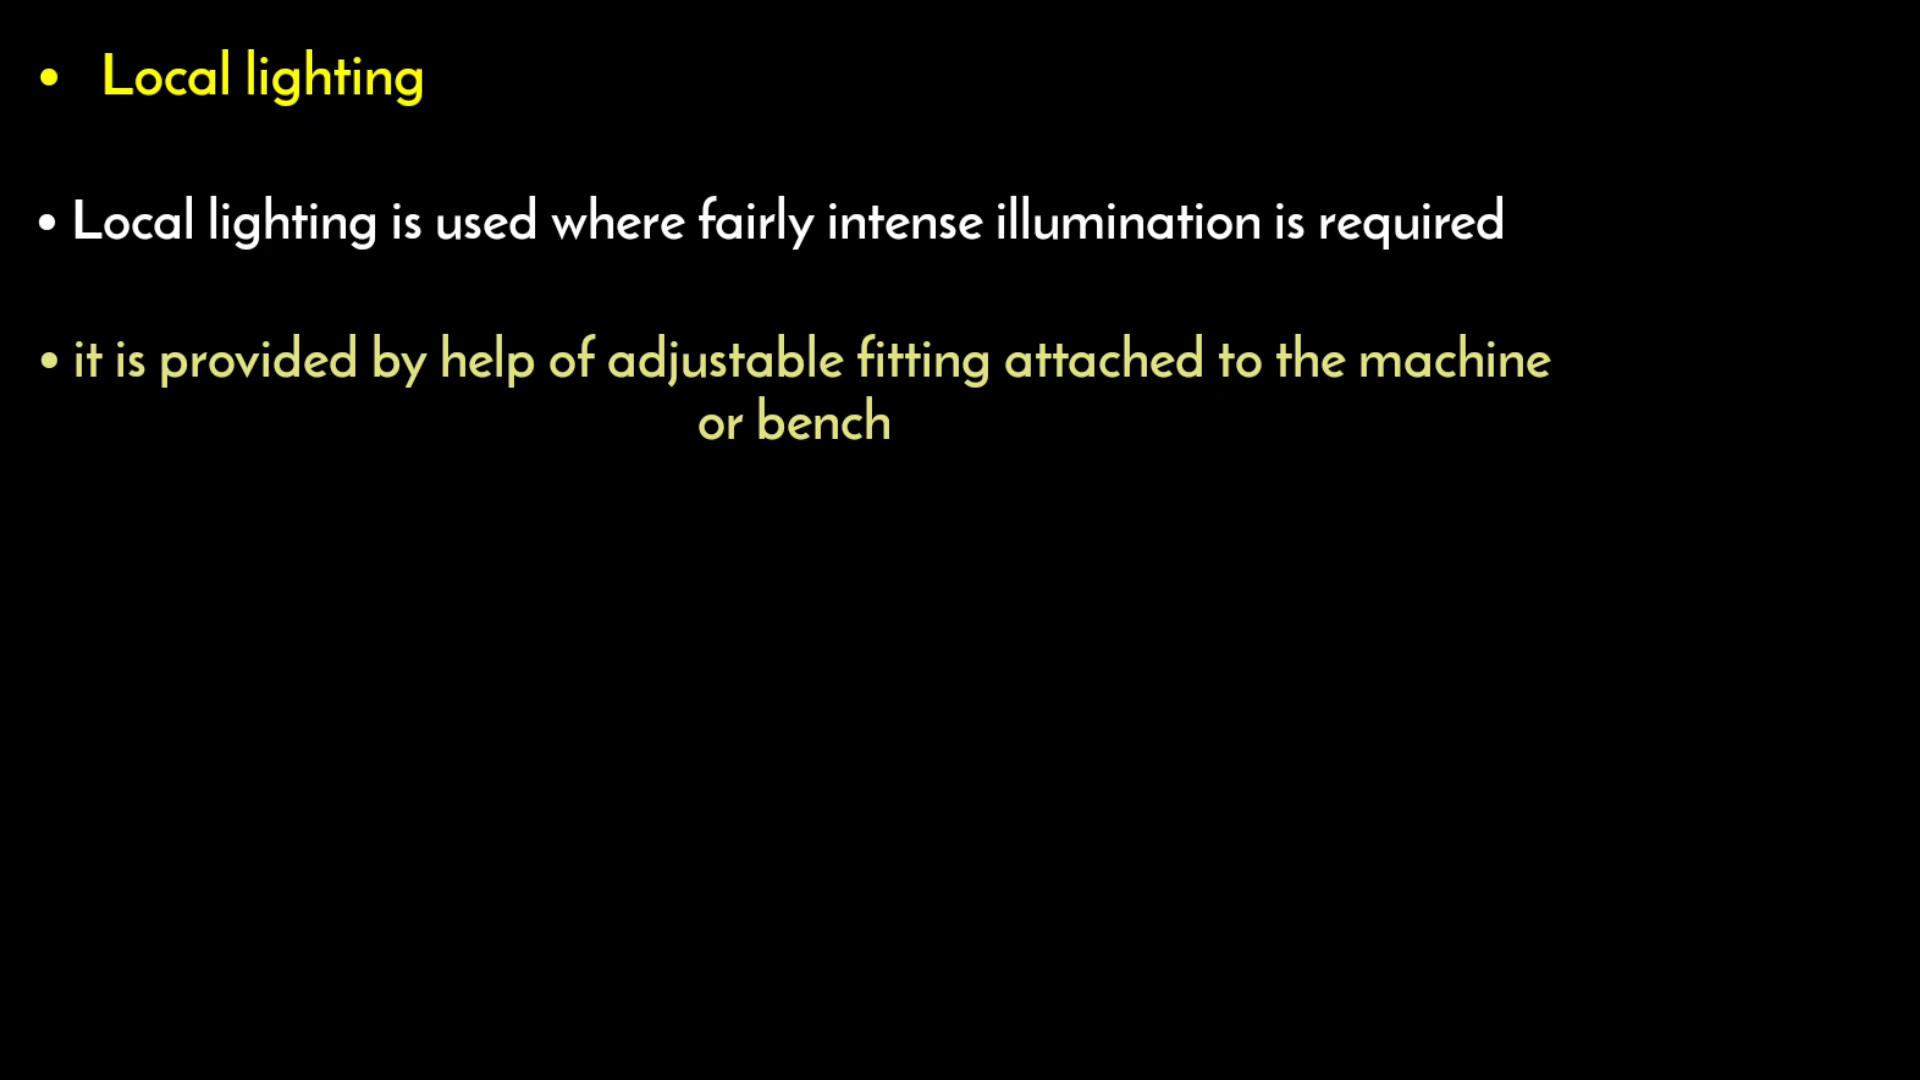 • Local lighting
• Local lighting is used where fairly intense illumination is required
• it is provided by help of adjustable fitting attached to the machine
or bench